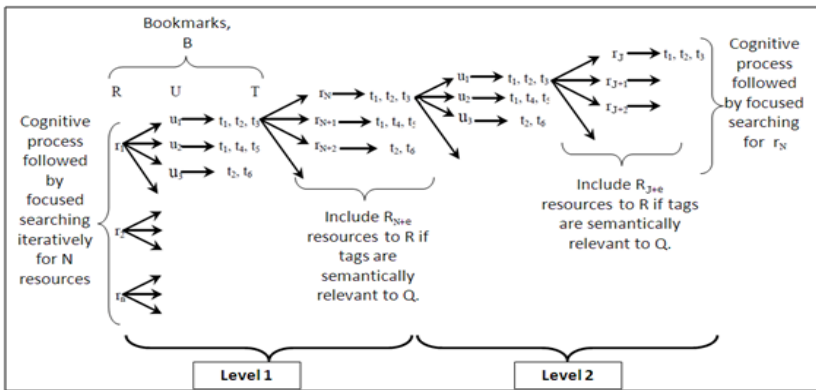 Bookmarks,
B
R U T
Cognitive
process
followed
by
focused
searching
iteratively
for N
resources
r1
u1 t1, t2, t3
u2 t1, t4, t5
u3 t2, t6
r2
rn
rN t1, t2, t3
rN+1 t1, t4, t5
rN+2 t2, t6
Include RN+e
resources to R if
tags are
semantically
relevant to Q.
u1 t1, t2, t3
u2 t1, t4, t5
u3 t2, t6
rJ t1, t2, t3
rJ+1
rJ+2
Include RJ+e
resources to R if tags
are semantically
relevant to Q.
Cognitive
process
followed
by focused
searching
for rN
Level 1
Level 2